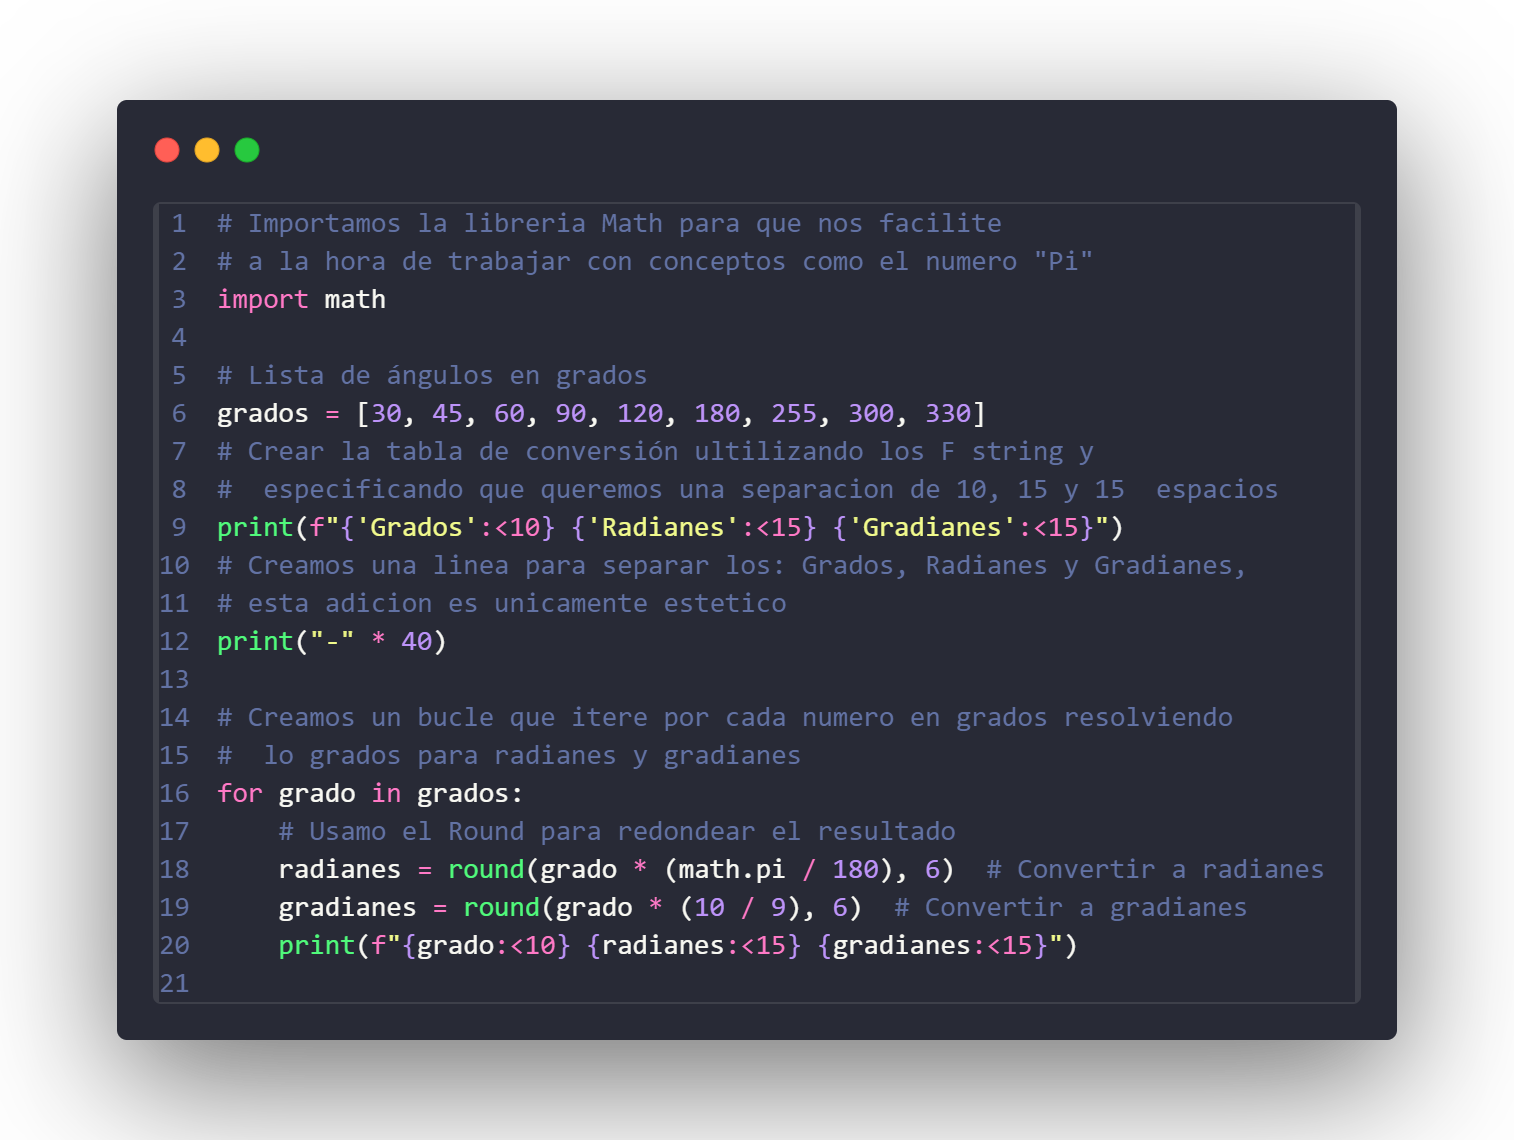 1 # Importamos la libreria Math para que nos facilite
2 # a la hora de trabajar con conceptos como el numero "Pi"
3 import math
4
5 # Lista de ángulos en grados
6 grados = [30, 45, 60, 90, 120, 180, 255, 300, 330]
7 # Crear la tabla de conversión ultilizando los F string y
8 #  especificando que queremos una separacion de 10, 15 y 15  espacios
9 print(f"{'Grados':<10} {'Radianes':<15} {'Gradianes':<15}")
10 # Creamos una linea para separar los: Grados, Radianes y Gradianes,
11 # esta adicion es unicamente estetico
12 print("-" * 40)
13
14 # Creamos un bucle que itere por cada numero en grados resolviendo
15 #  lo grados para radianes y gradianes
16 for grado in grados:
17     # Usamo el Round para redondear el resultado
18     radianes = round(grado * (math.pi / 180), 6)  # Convertir a radianes
19     gradianes = round(grado * (10 / 9), 6)  # Convertir a gradianes
20     print(f"{grado:<10} {radianes:<15} {gradianes:<15}")
21